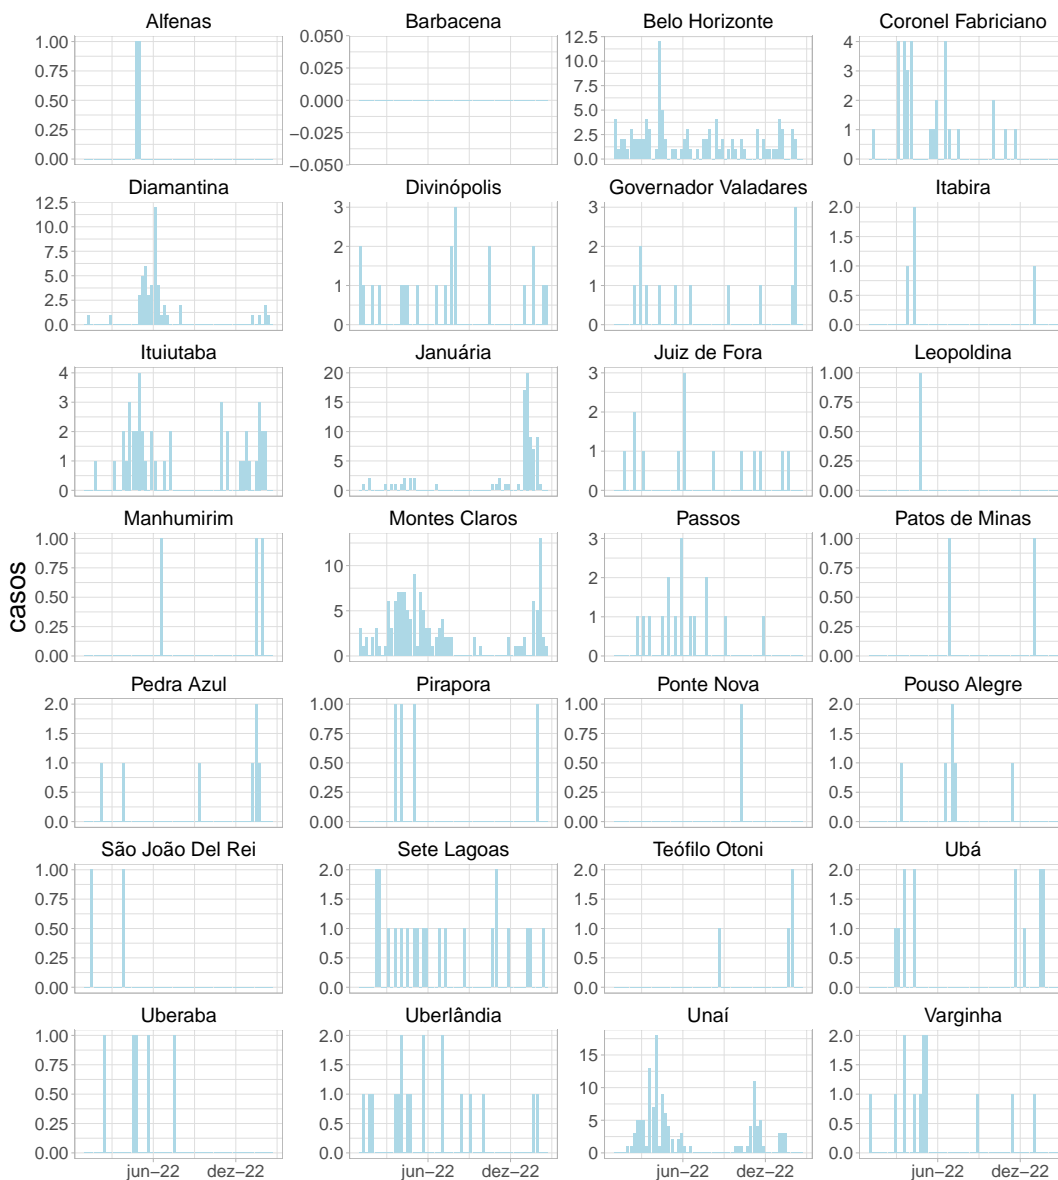 Alfenas Barbacena Belo Horizonte Coronel Fabriciano
1.00 0.050 12.5 4
0.75 0.025 10.0 3
0.50 0.000 7.5 2
0.25 −0.025 5.0 1
0.00 −0.050 2.5 0
0.0
Diamantina Divinópolis Governador Valadares Itabira
12.5 3 3 2.0
10.0 2 2 1.5
7.5 1 1 1.0
5.0 0 0 0.5
2.5 0.0
0.0
Ituiutaba Januária Juiz de Fora Leopoldina
4 20 3 1.00
3 15 2 0.75
2 10 1 0.50
1 5 0 0.25
0 0 0.00
casos
Manhumirim Montes Claros Passos Patos de Minas
1.00 10 3 1.00
0.75 5 2 0.75
0.50 0 1 0.50
0.25 0 0.25
0.00 0.00
Pedra Azul Pirapora Ponte Nova Pouso Alegre
2.0 1.00 1.00 2.0
1.5 0.75 0.75 1.5
1.0 0.50 0.50 1.0
0.5 0.25 0.25 0.5
0.0 0.00 0.00 0.0
São João Del Rei Sete Lagoas Teófilo Otoni Ubá
1.00 2.0 2.0 2.0
0.75 1.5 1.5 1.5
0.50 1.0 1.0 1.0
0.25 0.5 0.5 0.5
0.00 0.0 0.0 0.0
Uberaba Uberlândia Unaí Varginha
1.00 2.0 15 2.0
0.75 1.5 10 1.5
0.50 1.0 5 1.0
0.25 0.5 0 0.5
0.00 0.0 0.0
jun−22 dez−22 jun−22 dez−22 jun−22 dez−22 jun−22 dez−22